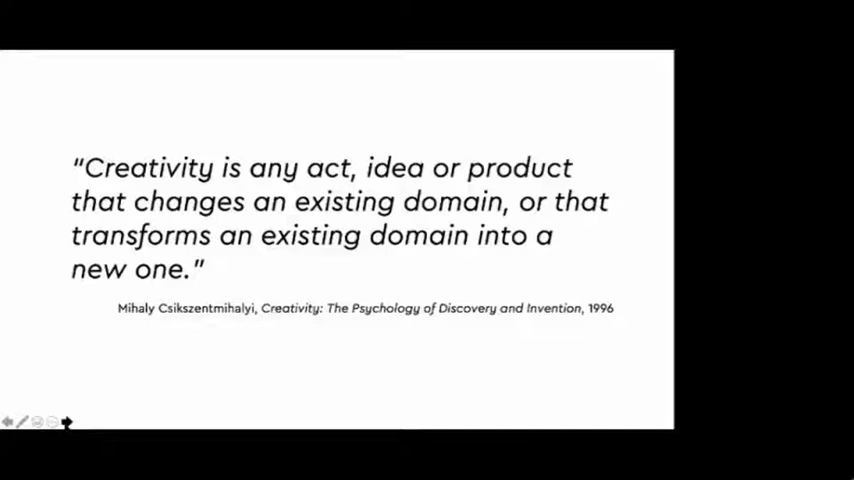 "Creativity is any act, idea or product
that changes an existing domain, or that
transforms an existing domain into a
new one."
Mihaly Csikszentmihalyi, Creativity: The Psychology of Discovery and Invention, 1996